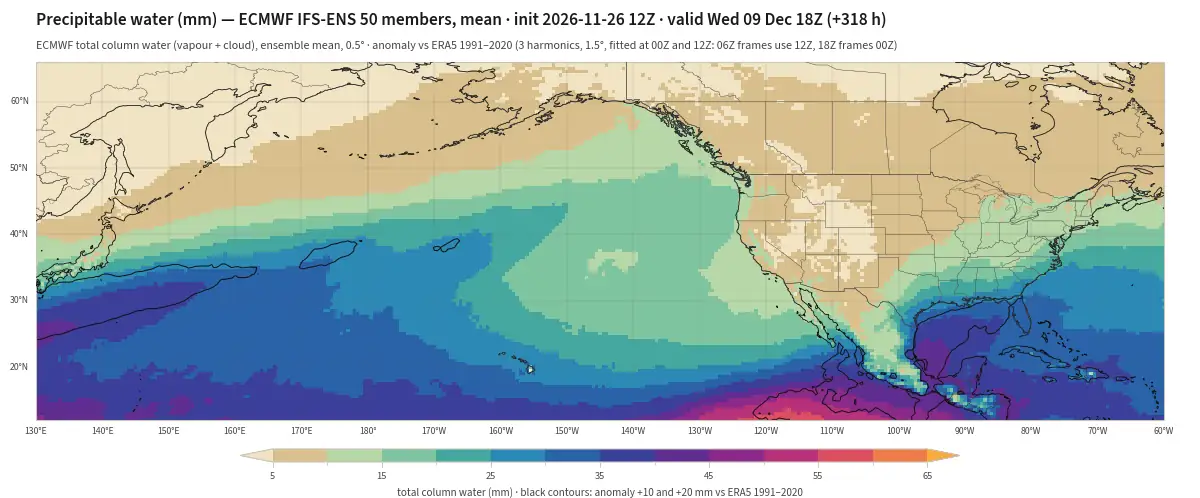 Precipitable water (mm) — ECMWF IFS-ENS 50 members, mean · init 2026-11-26 12Z · valid Wed 09 Dec 18Z (+318 h)
ECMWF total column water (vapour + cloud), ensemble mean, 0.5° · anomaly vs ERA5 1991–2020 (3 harmonics, 1.5°, fitted at 00Z and 12Z: 06Z frames use 12Z, 18Z frames 00Z)
60°N
50°N
40°N
30°N
20°N
130°E 140°E 150°E 160°E 170°E 180° 170°W 160°W 150°W 140°W 130°W 120°W 110°W 100°W 90°W 80°W 70°W 60°W
5 15 25 35 45 55 65
total column water (mm) · black contours: anomaly +10 and +20 mm vs ERA5 1991–2020